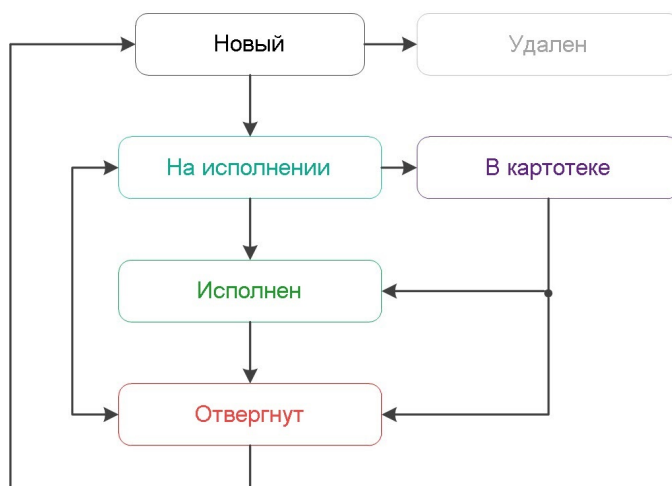 Новый
Удален
На исполнении
В картотеке
Исполнен
Отвергнут